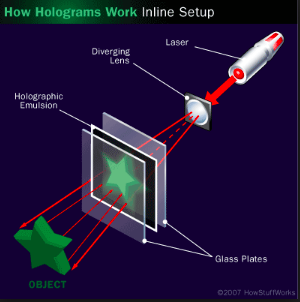 How Holograms Work Inline Setup
Laser
Diverging
Lens
Holographic
Emulsion
Glass Plates
OBJECT
©2007 HowStuffWorks